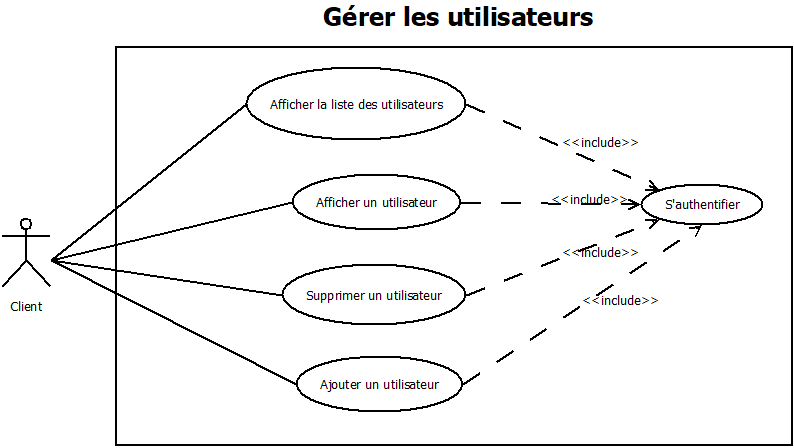 Gérer les utilisateurs
Afficher la liste des utilisateurs
<<include>>
Afficher un utilisateur
<<include>>
S'authentifier
<<include>>
Supprimer un utilisateur
<<include>>
Client
Ajouter un utilisateur